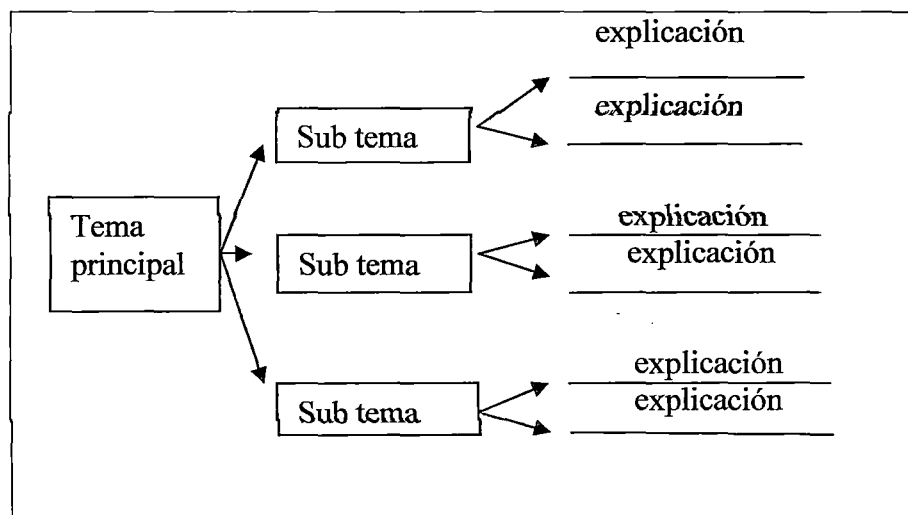 explicación
explicación
Sub tema
Tema
principal
explicación
Sub tema
explicación
explicación
Sub tema
explicación